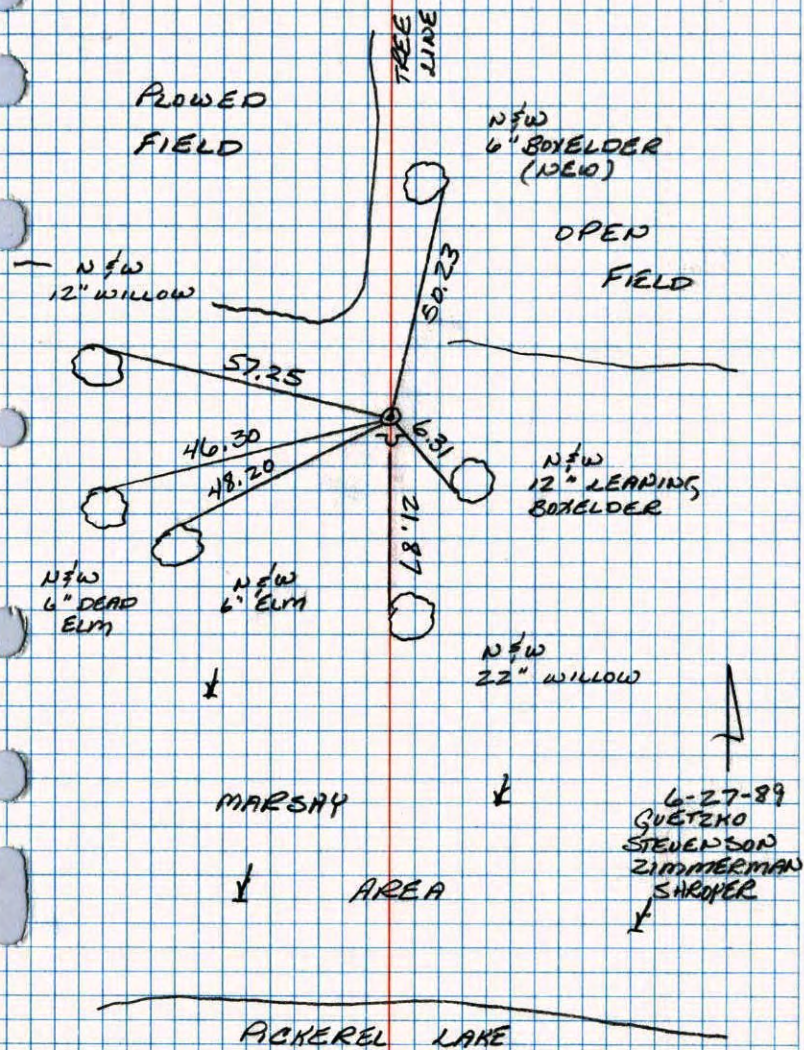 TREE
LINE
PLOWED
FIELD
N & W
6" BOXELDER
(NEW)
OPEN
FIELD
N & W
12" WILLOW
50.23
57.25
46.30
48.20
6.31
21.87
N & W
12" LEANING
BOXELDER
N & W
6" DEAD
ELM
N & W
6" ELM
N & W
22" WILLOW
MARSHY
AREA
6-27-89
GUETZKO
STEVENSON
ZIMMERMAN
SHROYER
PICKEREL LAKE